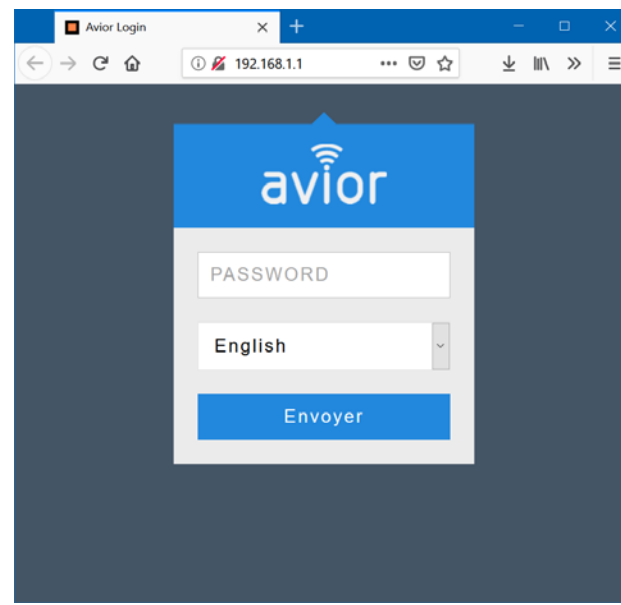 Avior Login
192.168.1.1
avior
PASSWORD
English
Envoyer